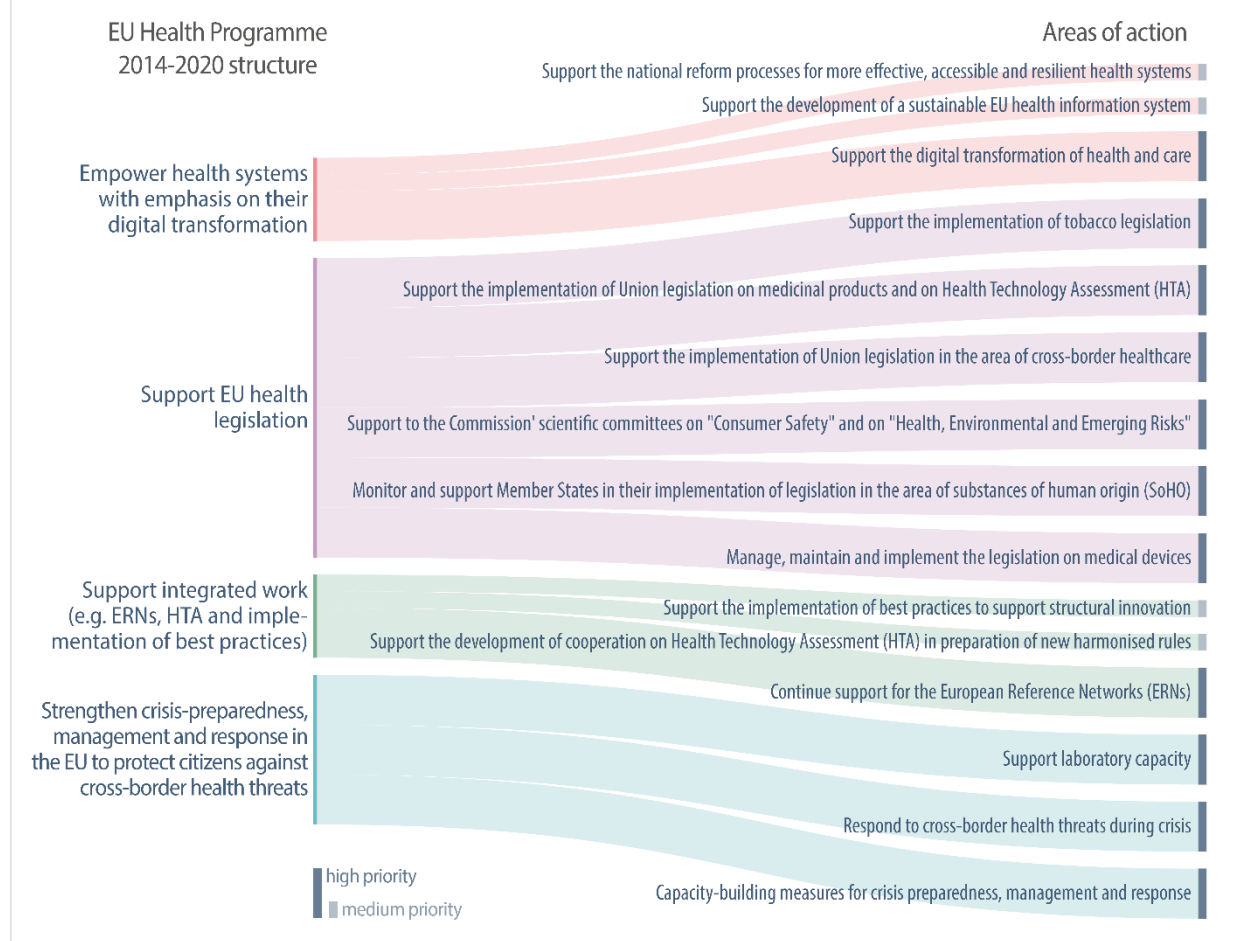 EU Health Programme
2014-2020 structure
Areas of action
Support the national reform processes for more effective, accessible and resilient health systems
Support the development of a sustainable EU health information system
Support the digital transformation of health and care
Empower health systems
with emphasis on their
digital transformation
Support the implementation of tobacco legislation
Support the implementation of Union legislation on medicinal products and on Health Technology Assessment (HTA)
Support the implementation of Union legislation in the area of cross-border healthcare
Support EU health
legislation
Support to the Commission' scientific committees on "Consumer Safety" and on "Health, Environmental and Emerging Risks"
Monitor and support Member States in their implementation of legislation in the area of substances of human origin (SoHO)
Manage, maintain and implement the legislation on medical devices
Support integrated work
(e.g. ERNs, HTA and imple-
mentation of best practices)
Support the implementation of best practices to support structural innovation
Support the development of cooperation on Health Technology Assessment (HTA) in preparation of new harmonised rules
Continue support for the European Reference Networks (ERNs)
Strengthen crisis-preparedness,
management and response in
the EU to protect citizens against
cross-border health threats
Support laboratory capacity
Respond to cross-border health threats during crisis
Capacity-building measures for crisis preparedness, management and response
high priority
medium priority